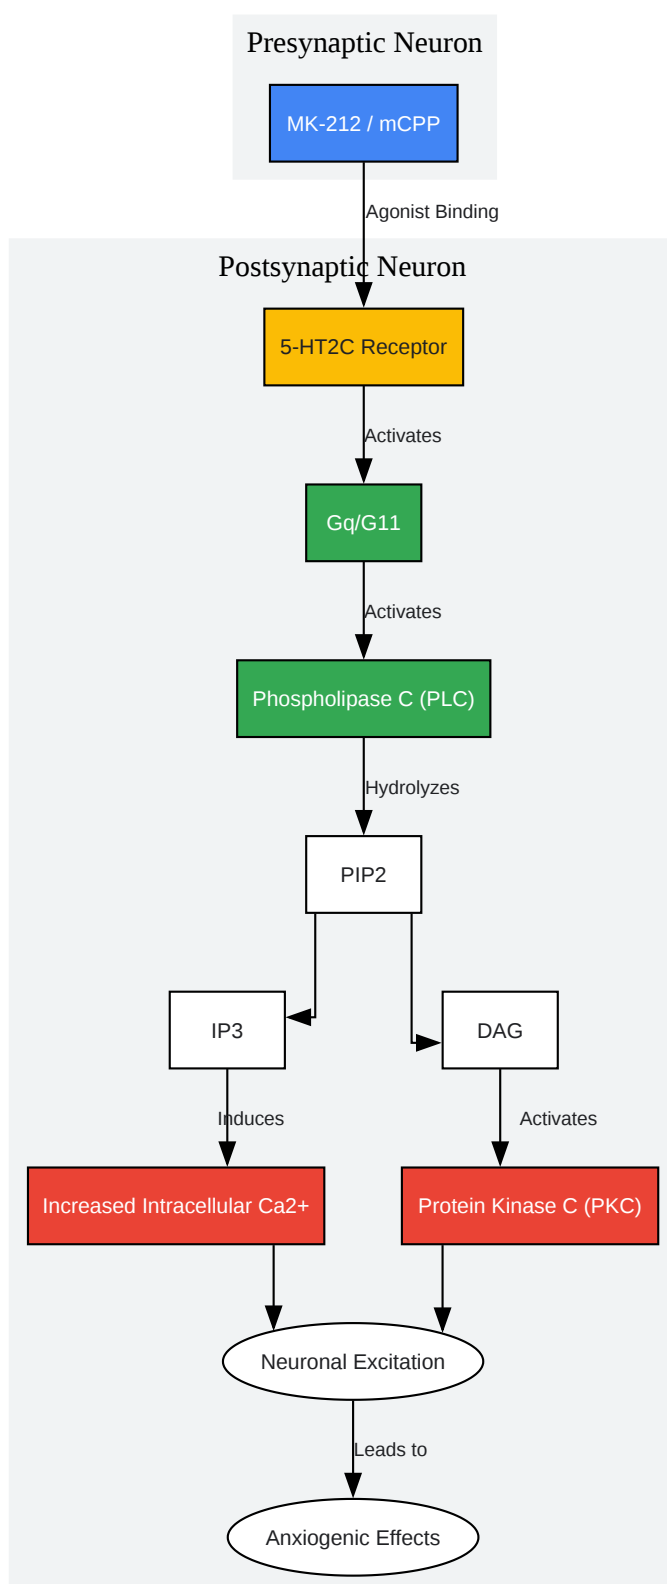 Presynaptic Neuron
MK-212 / mCPP
Agonist Binding
Postsynaptic Neuron
5-HT2C Receptor
Activates
Gq/G11
Activates
Phospholipase C (PLC)
Hydrolyzes
PIP2
IP3
DAG
Induces
Activates
Increased Intracellular Ca2+
Protein Kinase C (PKC)
Neuronal Excitation
Leads to
Anxiogenic Effects